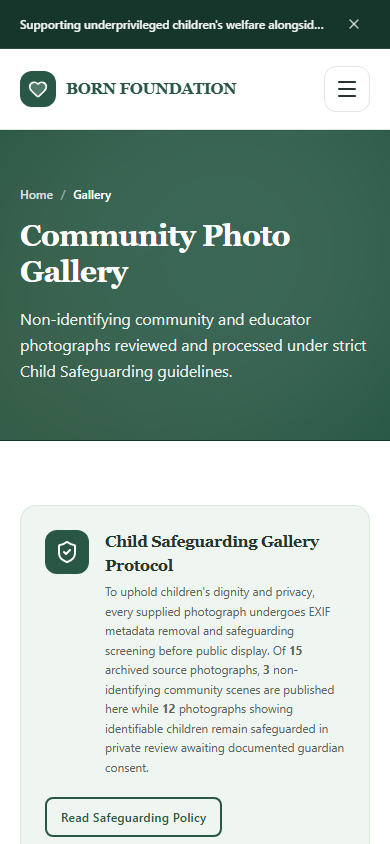 Supporting underprivileged children's welfare alongsid...
BORN FOUNDATION
Home / Gallery
Community Photo
Gallery
Non-identifying community and educator
photographs reviewed and processed under strict
Child Safeguarding guidelines.
Child Safeguarding Gallery
Protocol
To uphold children's dignity and privacy,
every supplied photograph undergoes EXIF
metadata removal and safeguarding
screening before public display. Of 15
archived source photographs, 3 non-
identifying community scenes are published
here while 12 photographs showing
identifiable children remain safeguarded in
private review awaiting documented guardian
consent.
Read Safeguarding Policy